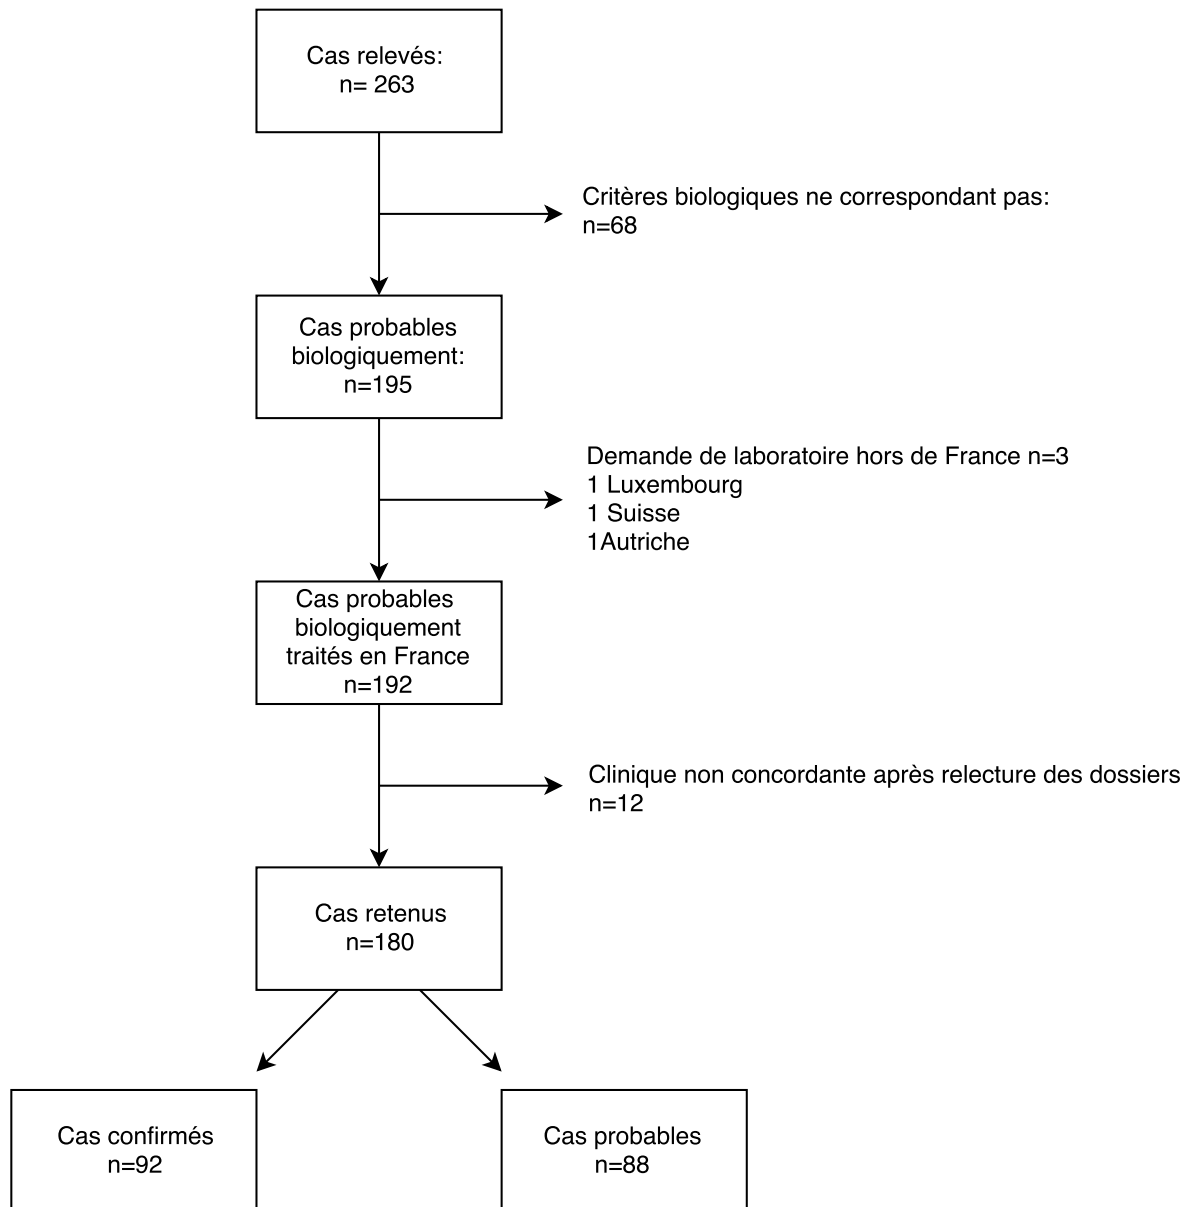 Cas relevés:
n= 263
Critères biologiques ne correspondant pas:
n=68
Cas probables
biologiquement:
n=195
Demande de laboratoire hors de France n=3
1 Luxembourg
1 Suisse
1Autriche
Cas probables
biologiquement
traités en France
n=192
Clinique non concordante après relecture des dossiers
n=12
Cas retenus
n=180
Cas confirmés
n=92
Cas probables
n=88